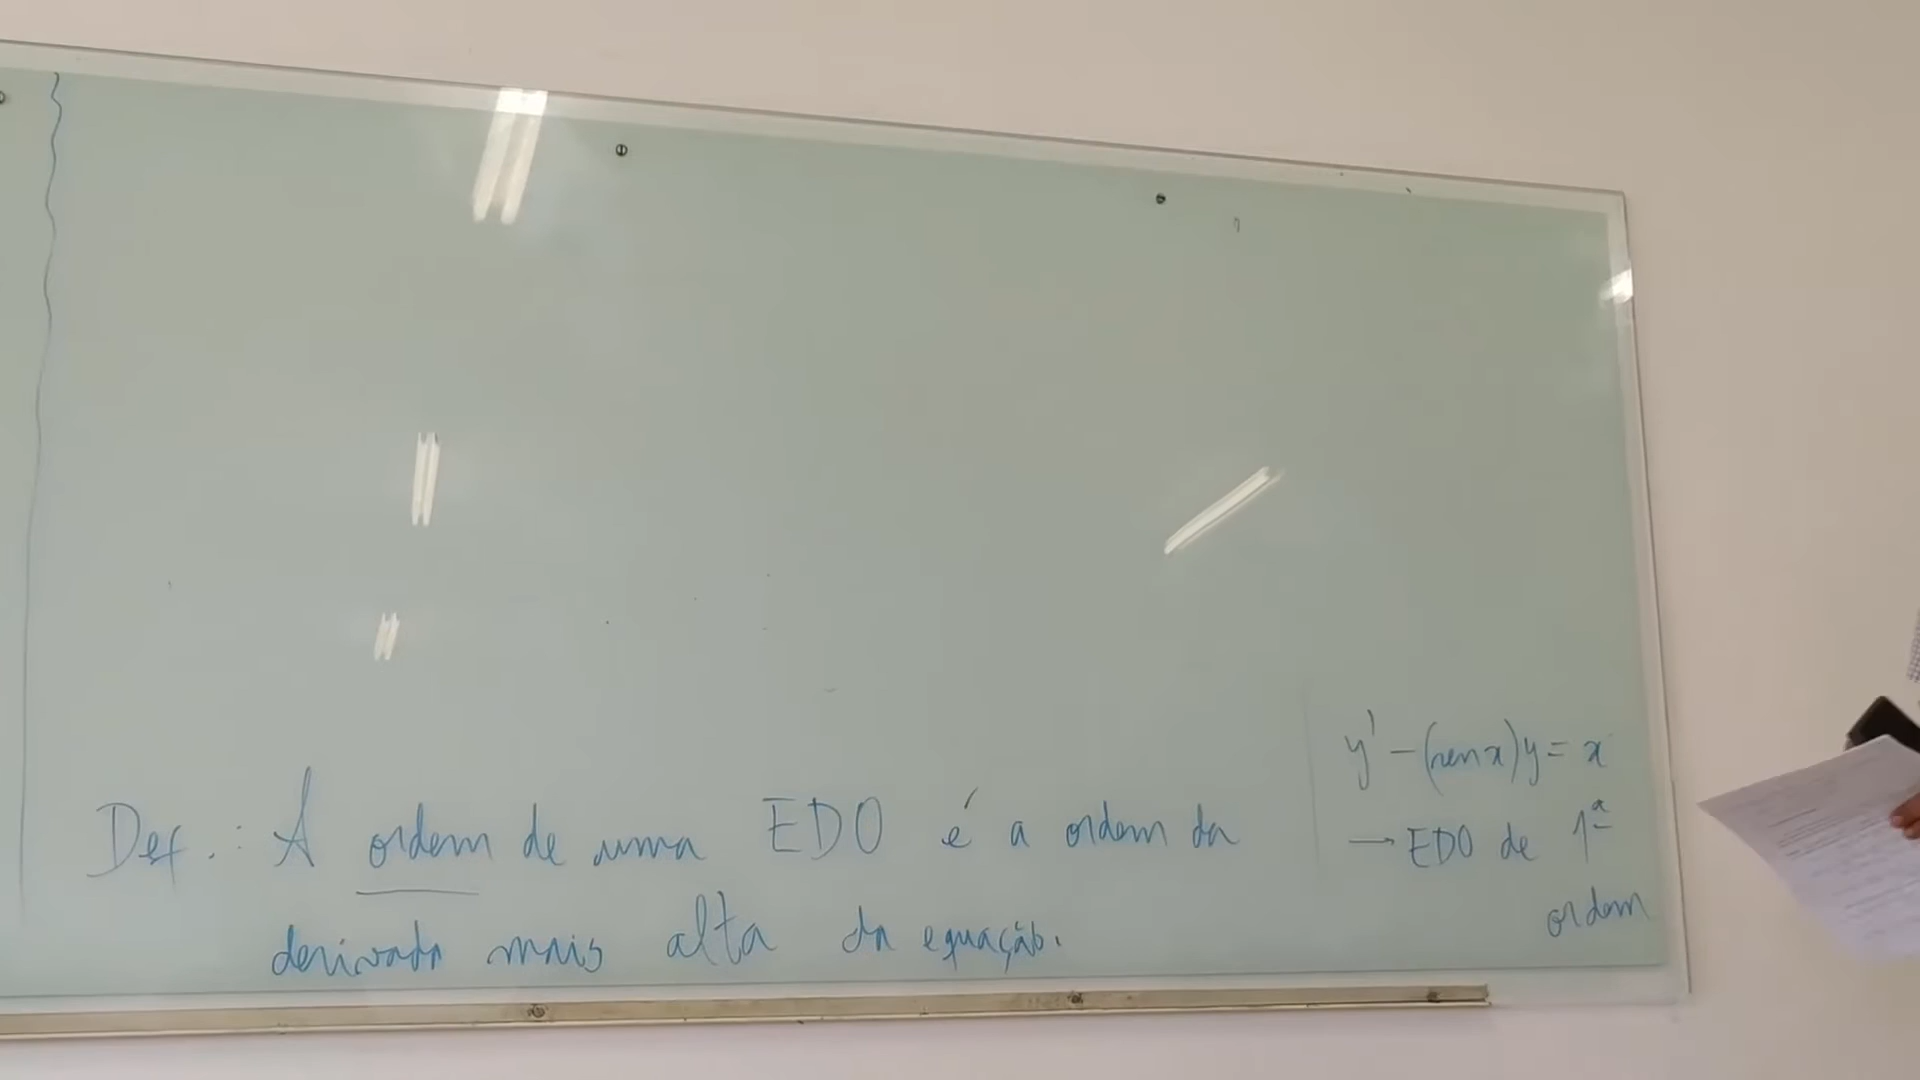 Def.: A ordem de uma EDO é a ordem da
derivada mais alta da equação.
y' - (sen x)y = x
→ EDO de 1ª
ordem